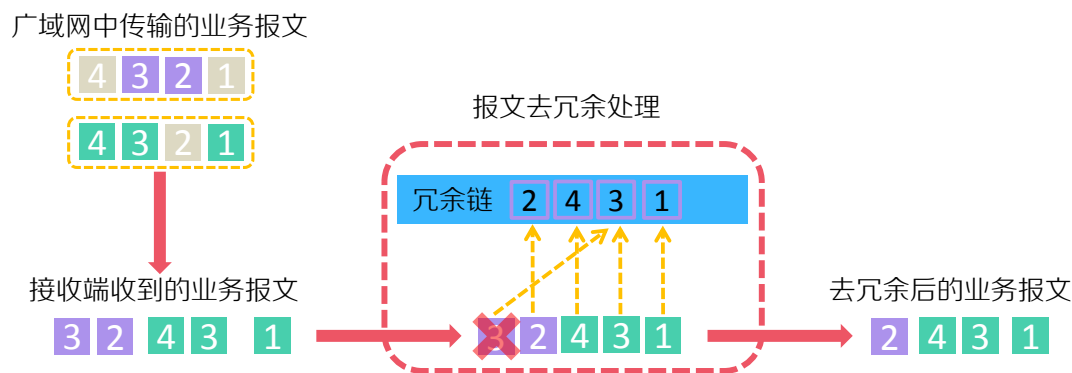 广域网中传输的业务报文
4 3 2 1
4 3 2 1
报文去冗余处理
冗余链 2 4 3 1
接收端收到的业务报文
3 2 4 3 1
3 2 4 3 1
去冗余后的业务报文
2 4 3 1